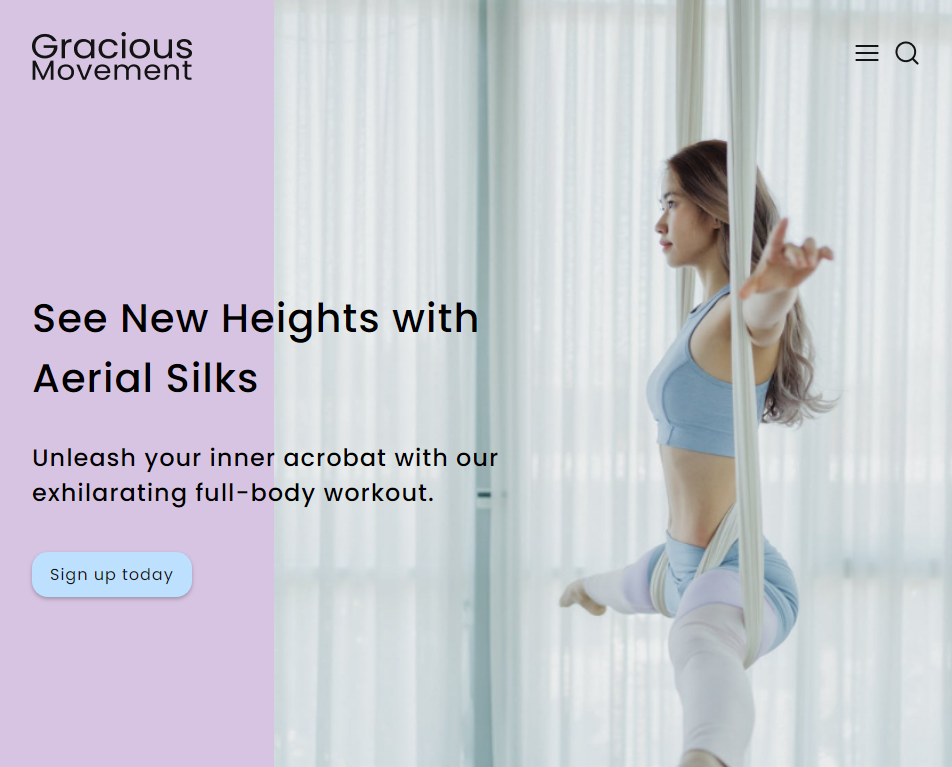 Gracious
Movement
See New Heights with
Aerial Silks
Unleash your inner acrobat with our
exhilarating full-body workout.
Sign up today